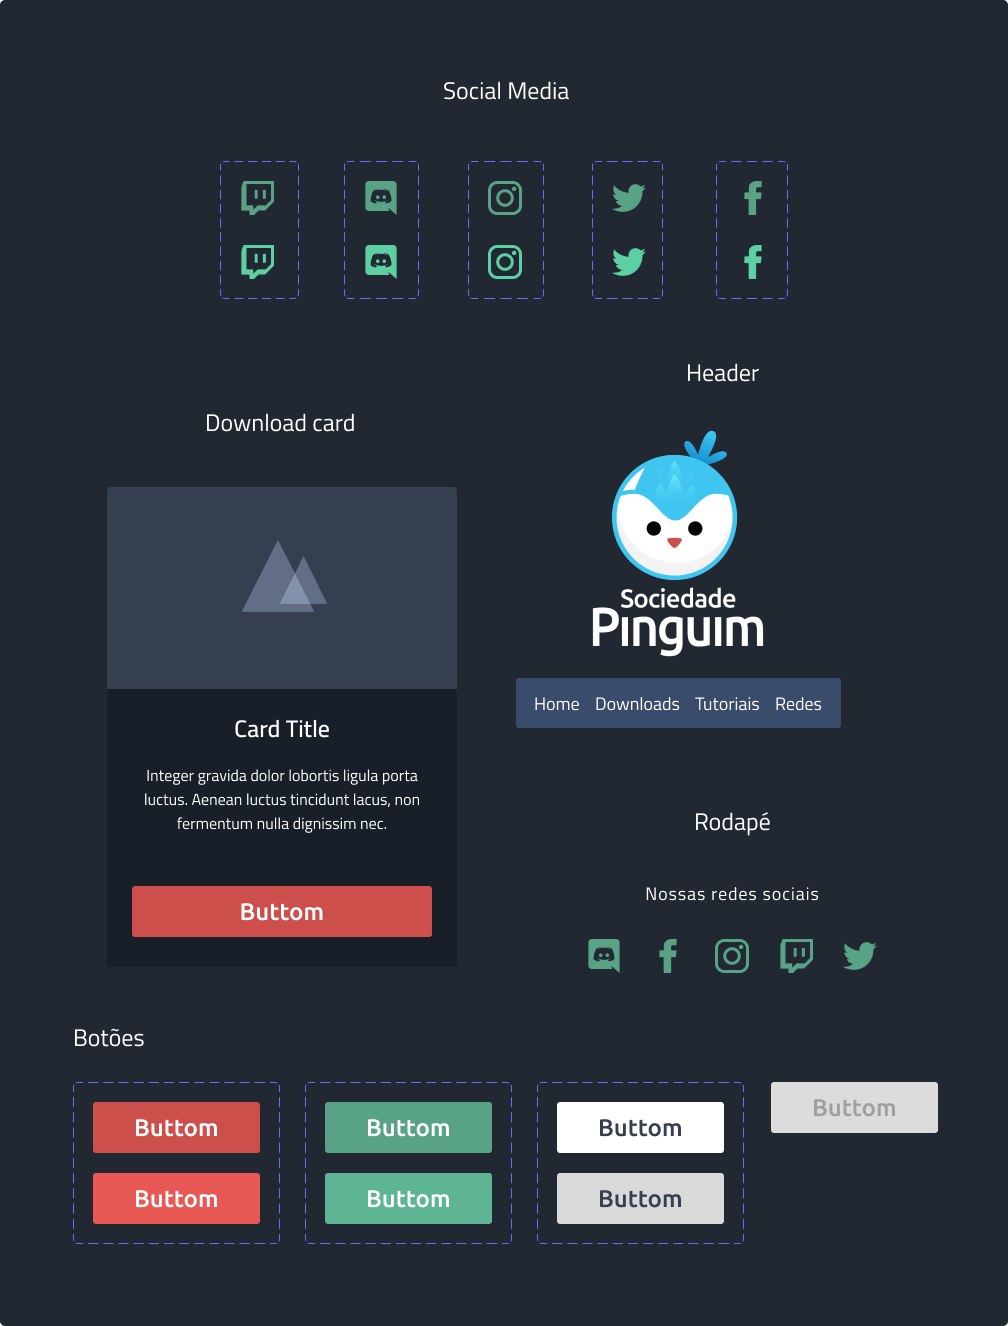 Social Media
Header
Download card
Sociedade
Pinguim
Home Downloads Tutoriais Redes
Card Title
Integer gravida dolor lobortis ligula porta
luctus. Aenean luctus tincidunt lacus, non
fermentum nulla dignissim nec.
Buttom
Rodapé
Nossas redes sociais
Botões
Buttom
Buttom
Buttom
Buttom
Buttom
Buttom
Buttom